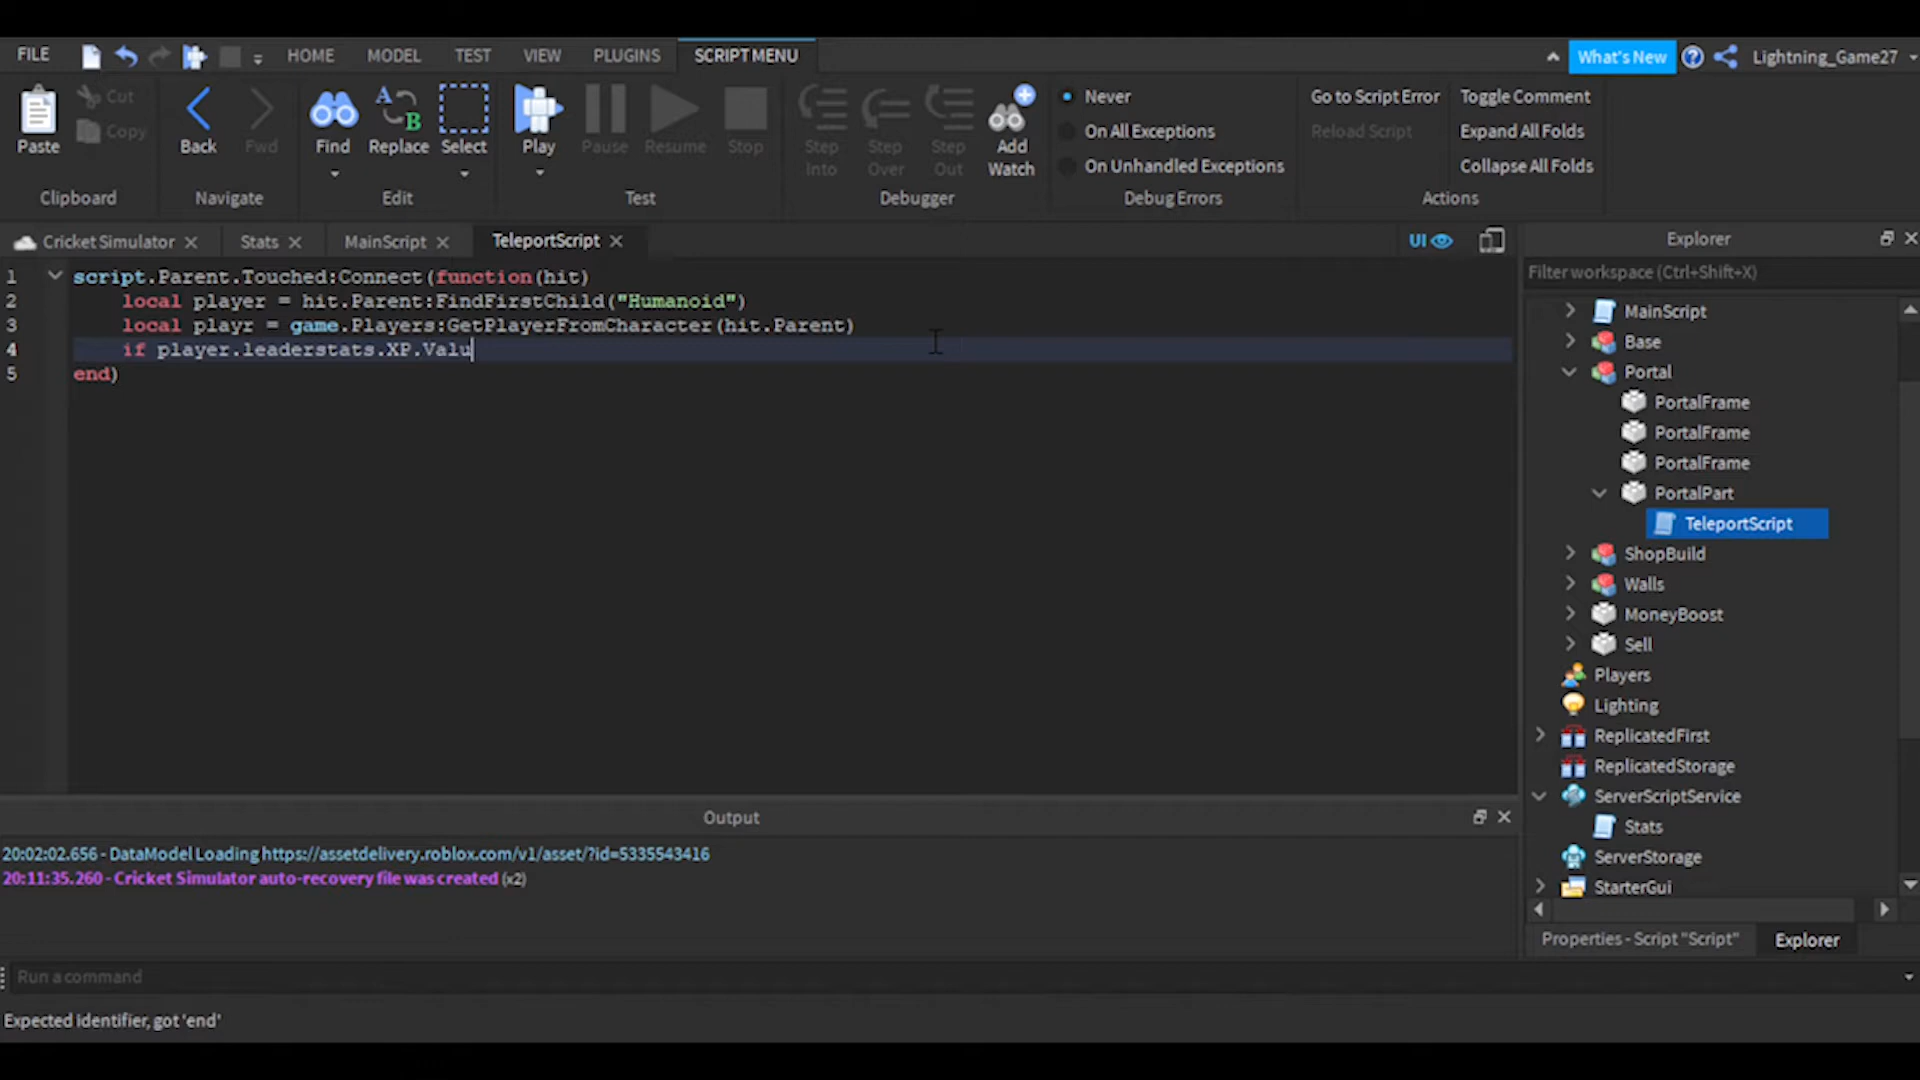 FILE HOME MODEL TEST VIEW PLUGINS SCRIPT MENU What's New Lightning_Game27
Paste Cut Copy Back Fwd Find Replace Select Play Pause Resume Stop Step Into Step Over Step Out Add Watch
Never
On All Exceptions
On Unhandled Exceptions
Go to Script Error
Reload Script
Toggle Comment
Expand All Folds
Collapse All Folds
Clipboard Navigate Edit Test Debugger Debug Errors Actions
Cricket Simulator Stats MainScript TeleportScript UI
1 script.Parent.Touched:Connect(function(hit)
2 local player = hit.Parent:FindFirstChild("Humanoid")
3 local playr = game.Players:GetPlayerFromCharacter(hit.Parent)
4 if player.leaderstats.XP.Valu
5 end)
Explorer
Filter workspace (Ctrl+Shift+X)
MainScript
Base
Portal
PortalFrame
PortalFrame
PortalFrame
PortalPart
TeleportScript
ShopBuild
Walls
MoneyBoost
Sell
Players
Lighting
ReplicatedFirst
ReplicatedStorage
ServerScriptService
Stats
ServerStorage
StarterGui
Properties - Script "Script" Explorer
Output
20:02:02.656 - DataModel Loading https://assetdelivery.roblox.com/v1/asset/?id=5335543416
20:11:35.260 - Cricket Simulator auto-recovery file was created (x2)
Run a command
Expected identifier, got 'end'